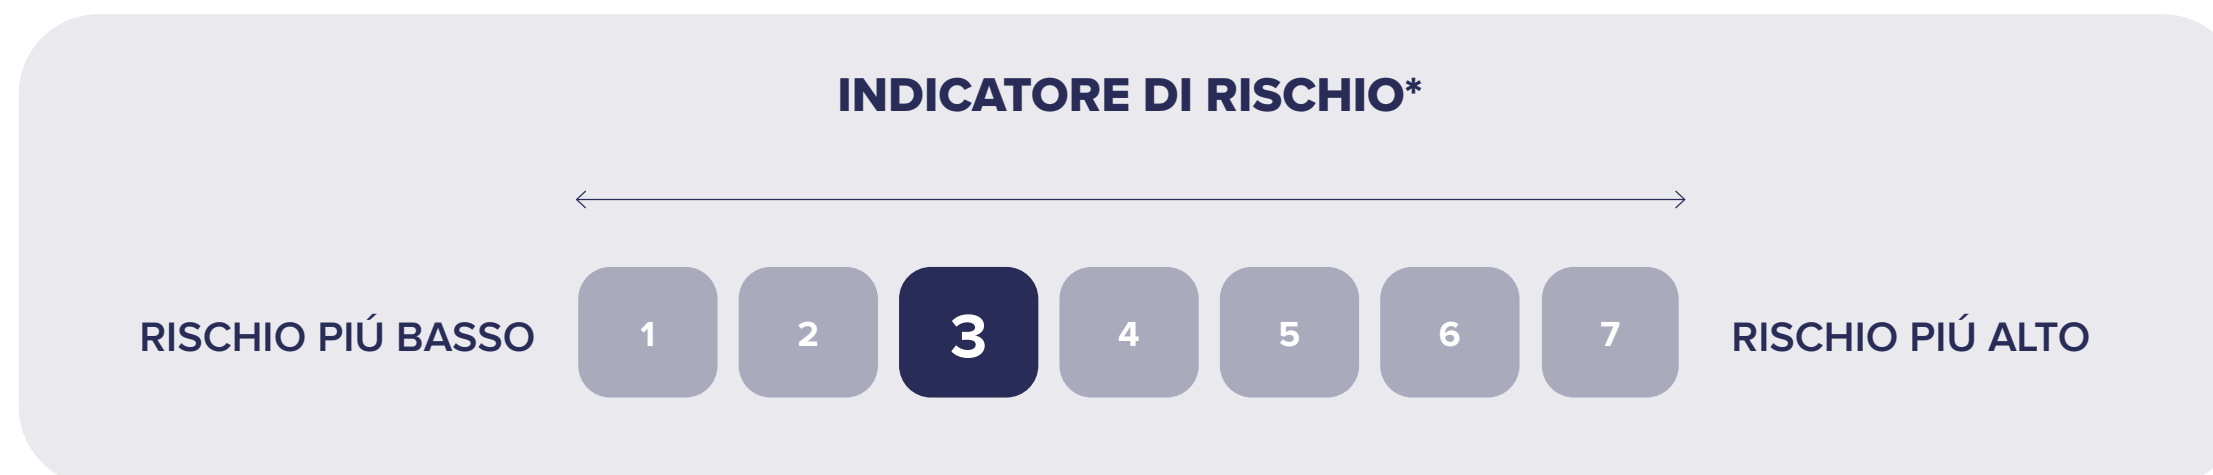 INDICATORE DI RISCHIO*
RISCHIO PIÚ BASSO 1 2 3 4 5 6 7 RISCHIO PIÚ ALTO